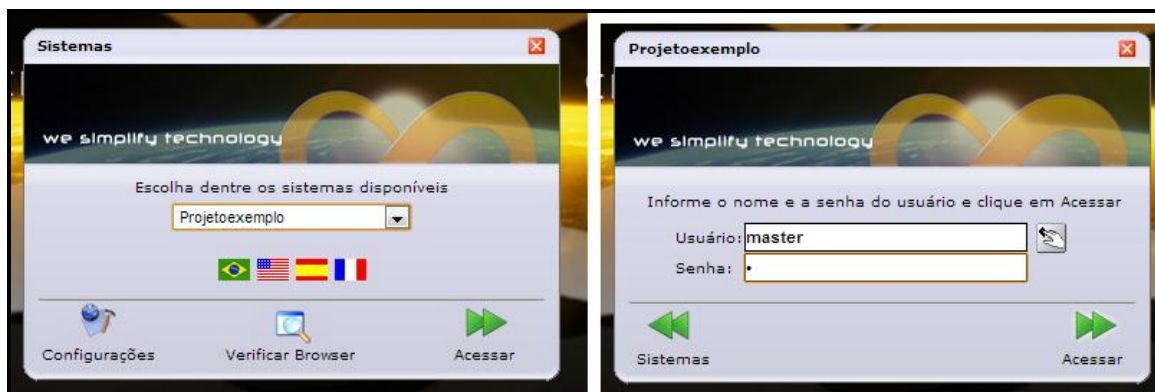 Sistemas
we simplify technology
Escolha dentre os sistemas disponíveis
Projetoexemplo
Configurações
Verificar Browser
Acessar
Projetoexemplo
we simplify technology
Informe o nome e a senha do usuário e clique em Acessar
Usuário: master
Senha: •
Sistemas
Acessar